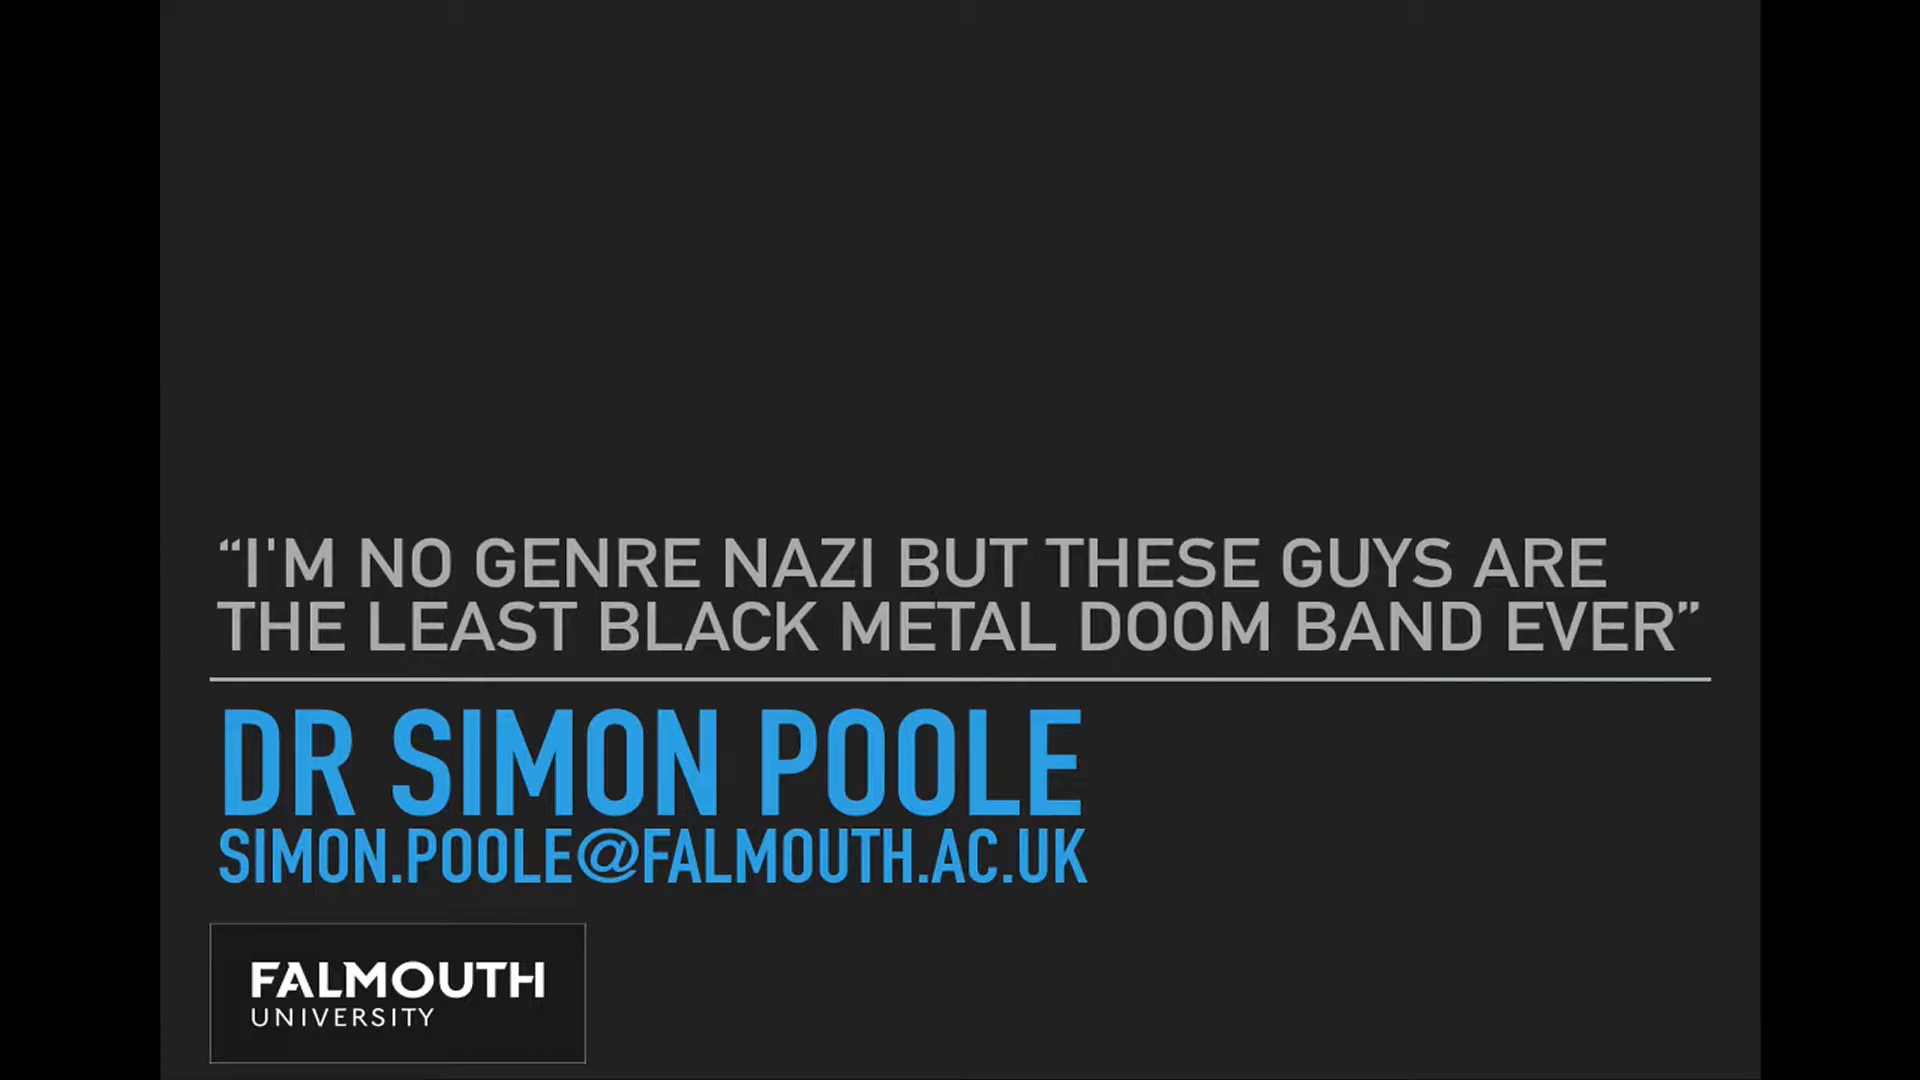 “I'M NO GENRE NAZI BUT THESE GUYS ARE
THE LEAST BLACK METAL DOOM BAND EVER”
DR SIMON POOLE
SIMON.POOLE@FALMOUTH.AC.UK
FALMOUTH
UNIVERSITY